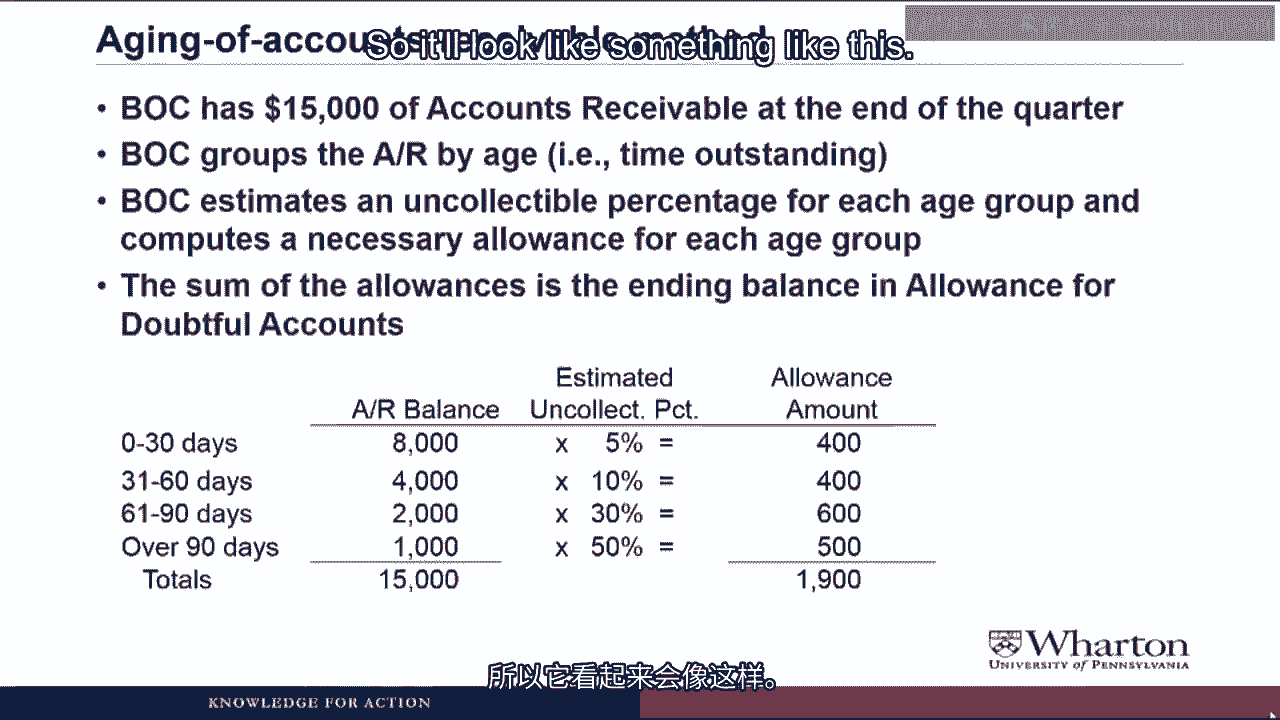 Aging-of-accounts-receivable method
So it'll look like something like this.
• BOC has $15,000 of Accounts Receivable at the end of the quarter
• BOC groups the A/R by age (i.e., time outstanding)
• BOC estimates an uncollectible percentage for each age group and
computes a necessary allowance for each age group
• The sum of the allowances is the ending balance in Allowance for
Doubtful Accounts
Estimated Allowance
A/R Balance Uncollect. Pct. Amount
0-30 days 8,000 x 5% = 400
31-60 days 4,000 x 10% = 400
61-90 days 2,000 x 30% = 600
Over 90 days 1,000 x 50% = 500
Totals 15,000 1,900
Wharton
UNIVERSITY of PENNSYLVANIA
所以它看起来会像这样。
KNOWLEDGE FOR ACTION